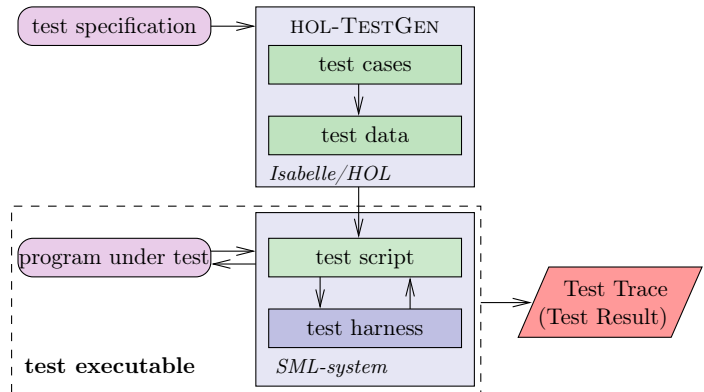 test specification
HOL-TESTGEN
test cases
test data
Isabelle/HOL
program under test
test script
test harness
SML-system
test executable
Test Trace
(Test Result)